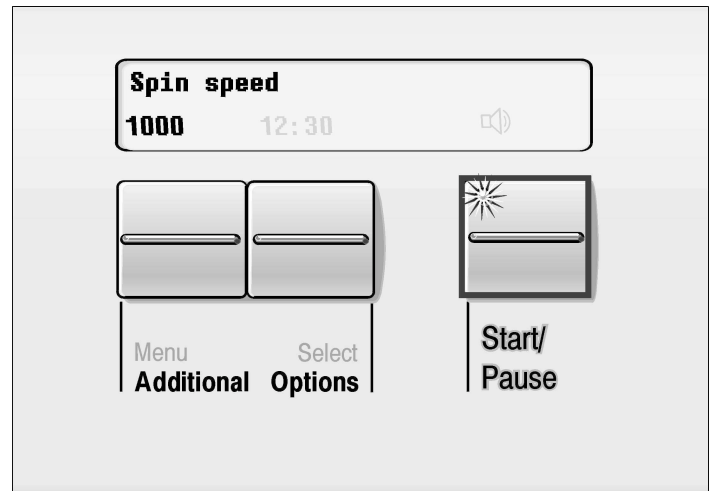 Spin speed
1000 12:30
Menu Select
Additional Options
Start/
Pause